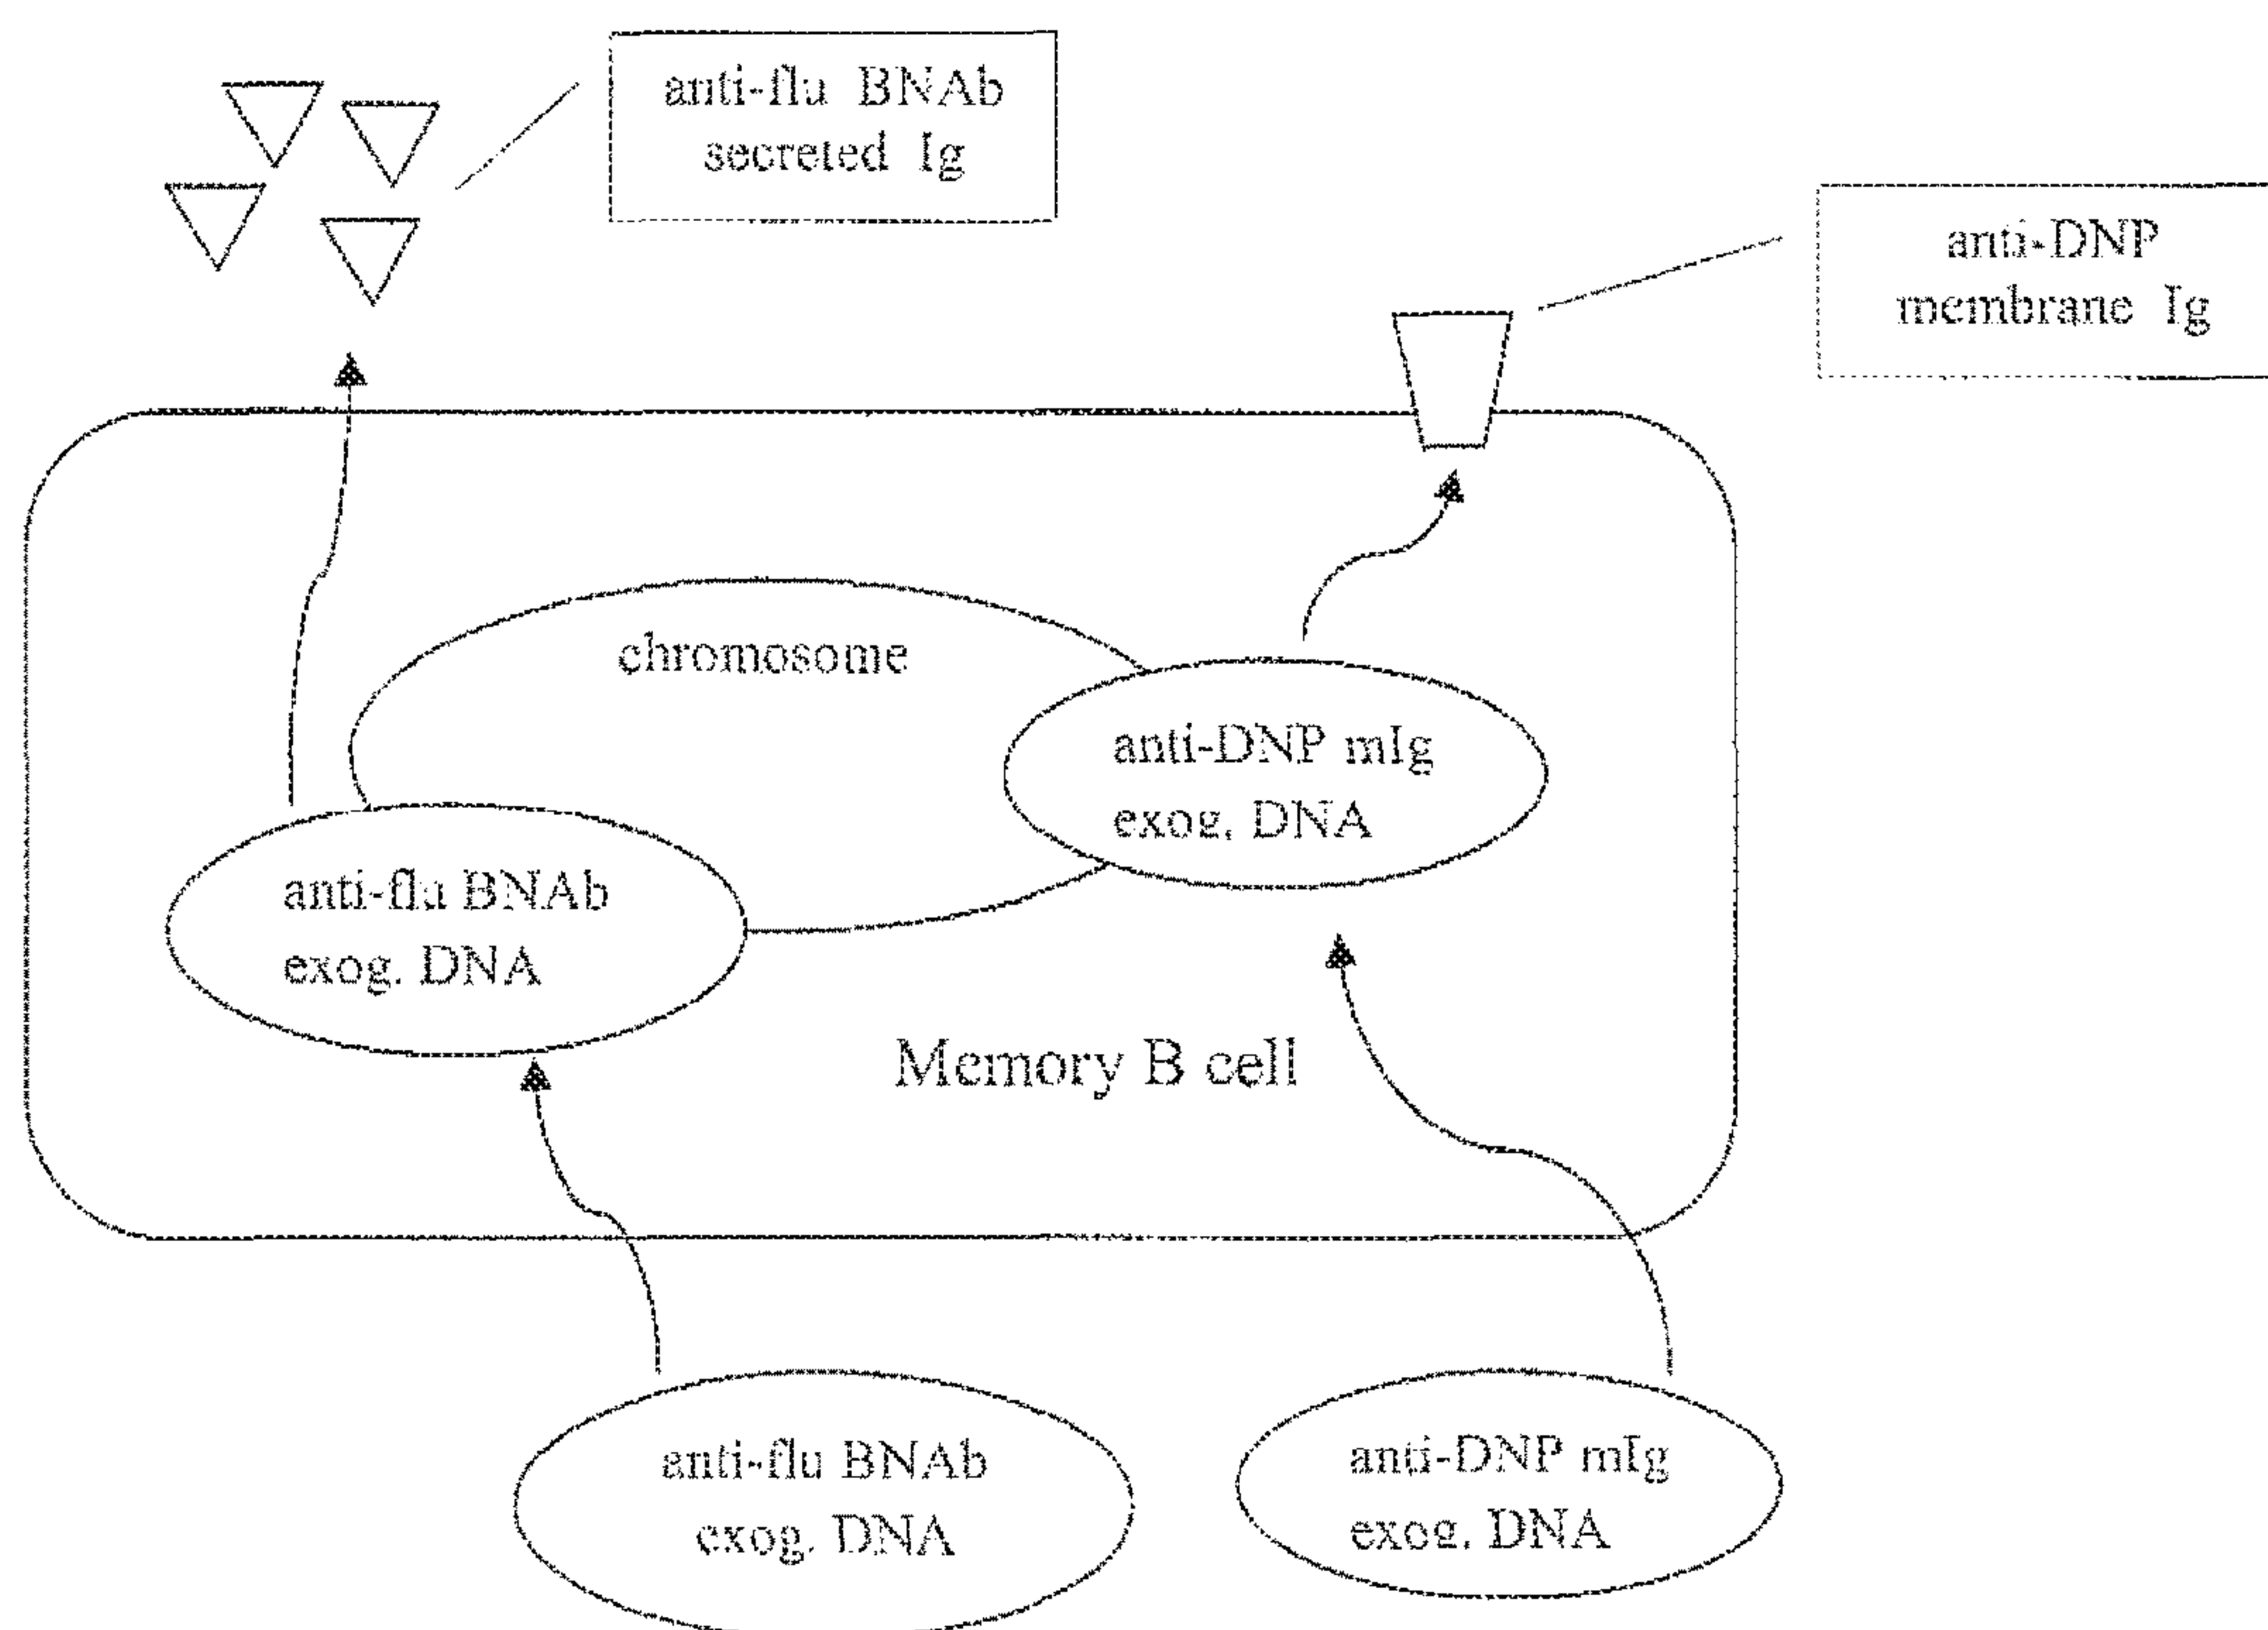 anti-flu BNAb
secreted Ig
anti-DNP
membrane Ig
chromosome
anti-DNP mIg
exog. DNA
anti-flu BNAb
exog. DNA
Memory B cell
anti-flu BNAb
exog. DNA
anti-DNP mIg
exog. DNA